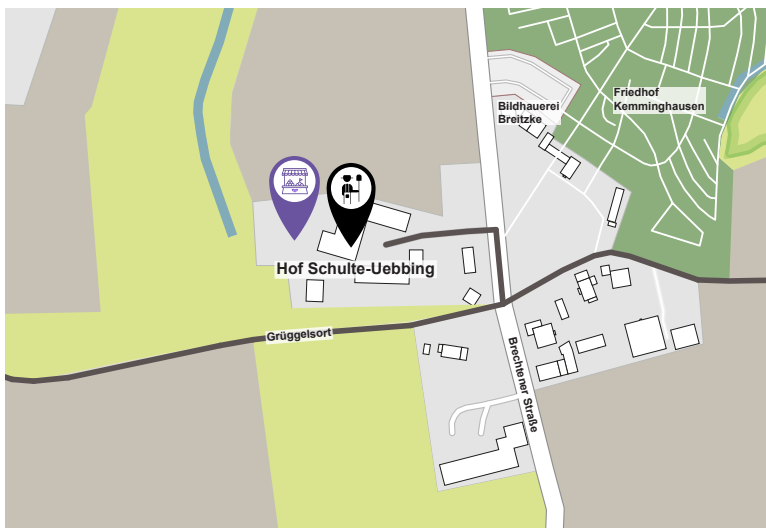 Bildhauerei
Breitzke
Friedhof
Kemminghausen
Hof Schulte-Uebbing
Grüggelsort
Brechtener Straße